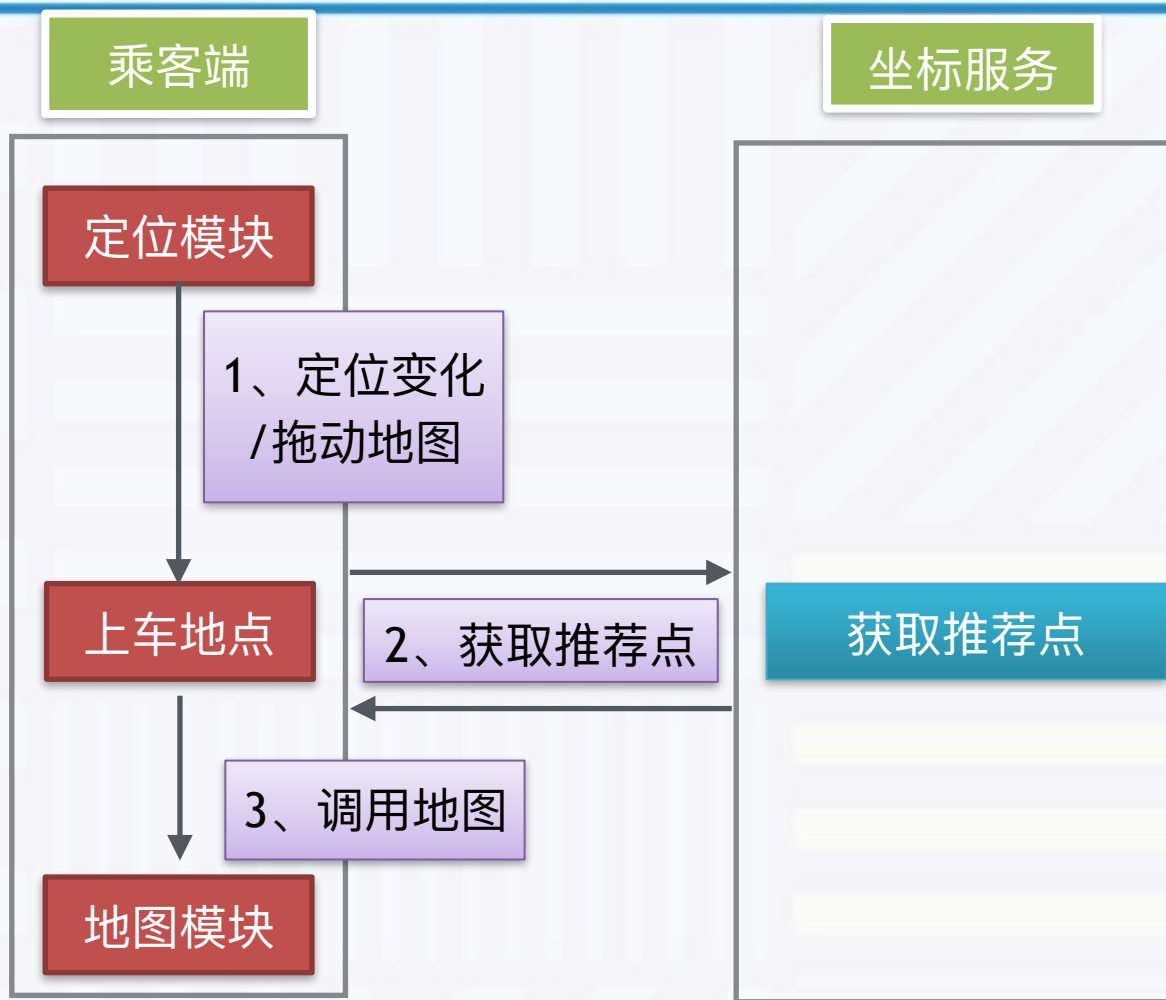 乘客端
坐标服务
定位模块
1、定位变化
/拖动地图
上车地点
2、获取推荐点
获取推荐点
3、调用地图
地图模块